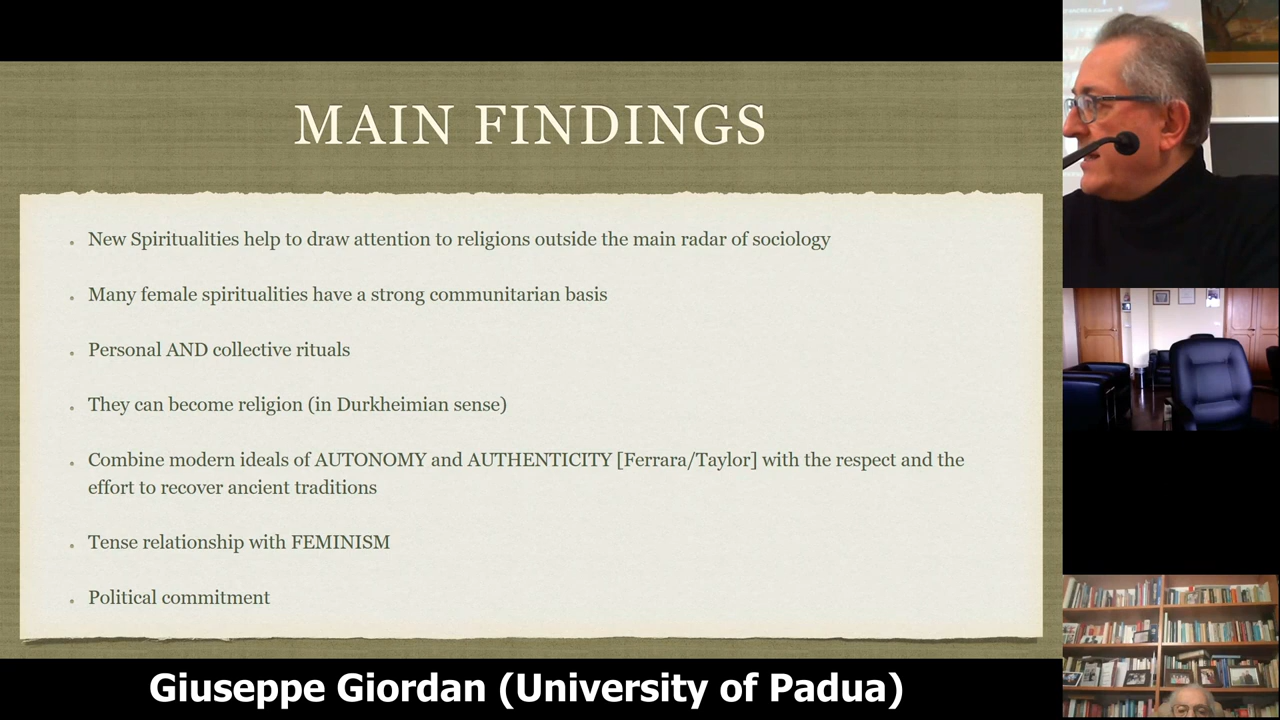 MAIN FINDINGS
New Spiritualities help to draw attention to religions outside the main radar of sociology
Many female spiritualities have a strong communitarian basis
Personal AND collective rituals
They can become religion (in Durkheimian sense)
Combine modern ideals of AUTONOMY and AUTHENTICITY [Ferrara/Taylor] with the respect and the
effort to recover ancient traditions
Tense relationship with FEMINISM
Political commitment
Giuseppe Giordan (University of Padua)